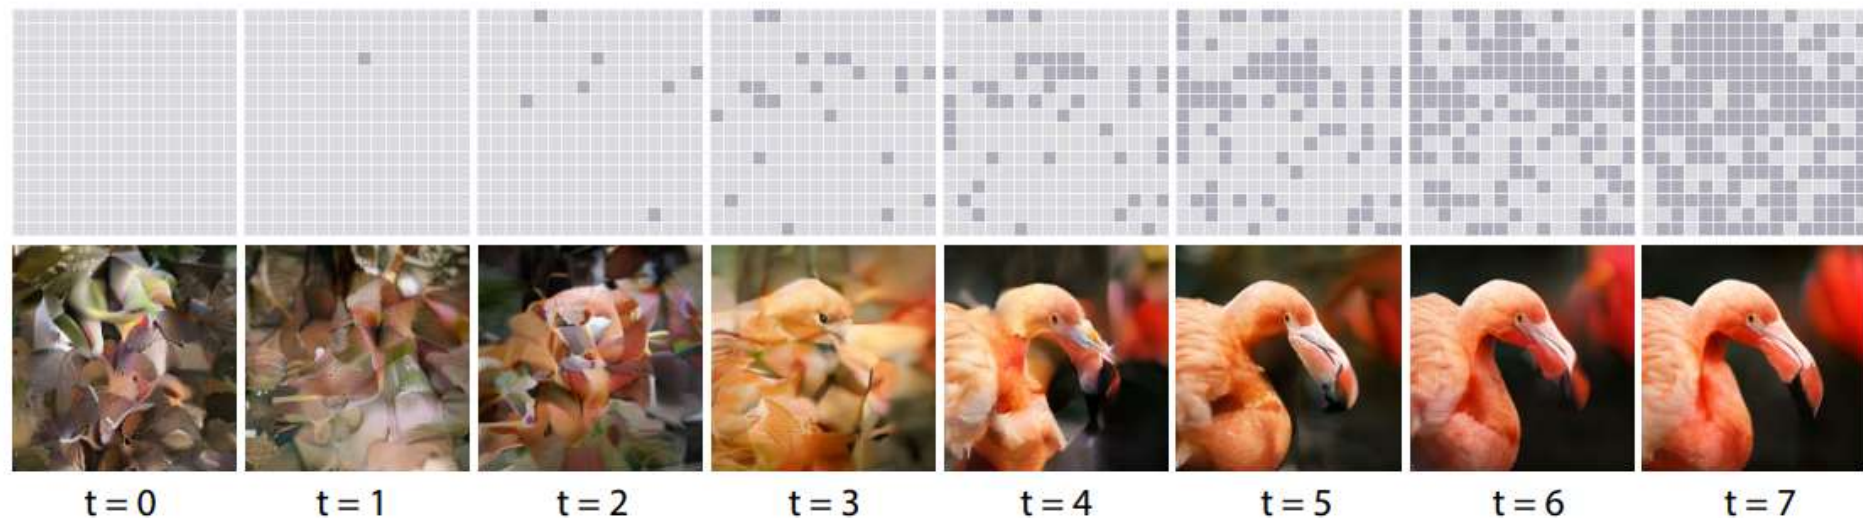 t = 0 t = 1 t = 2 t = 3 t = 4 t = 5 t = 6 t = 7